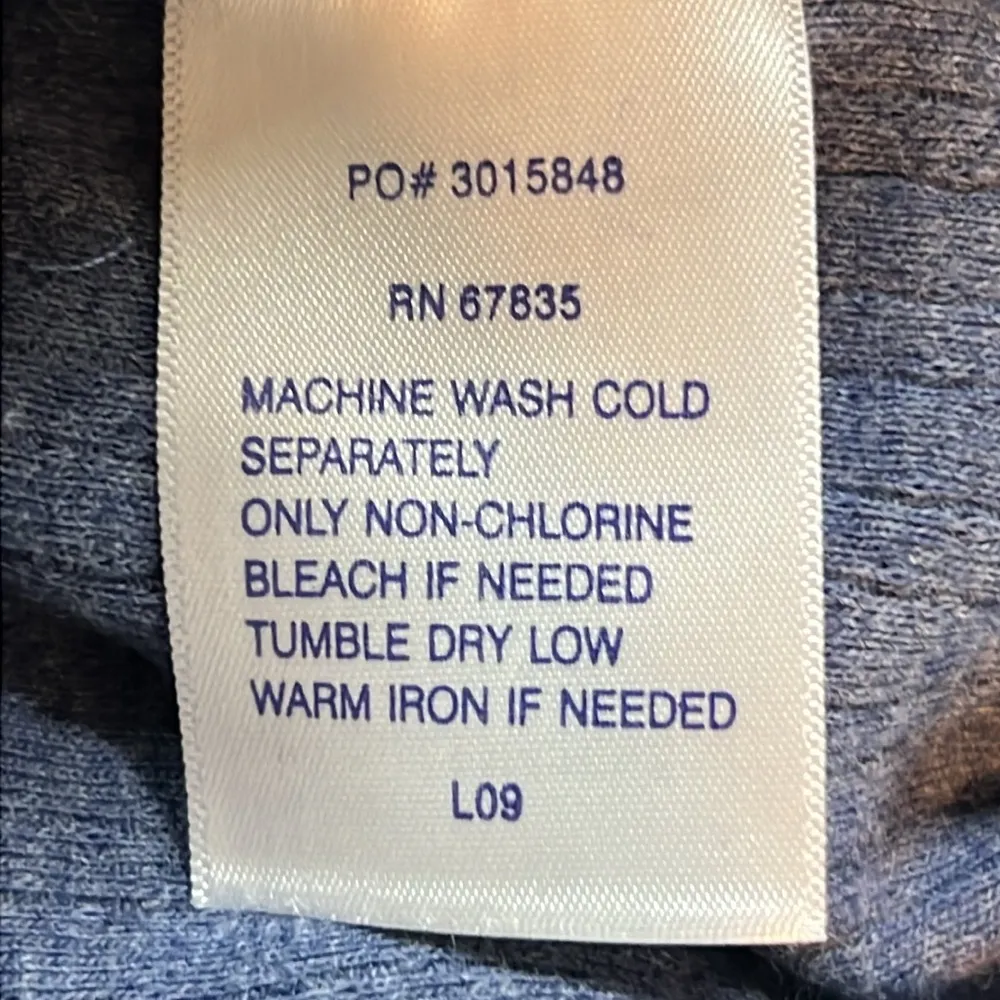 PO# 3015848
RN 67835
MACHINE WASH COLD
SEPARATELY
ONLY NON-CHLORINE
BLEACH IF NEEDED
TUMBLE DRY LOW
WARM IRON IF NEEDED
L09